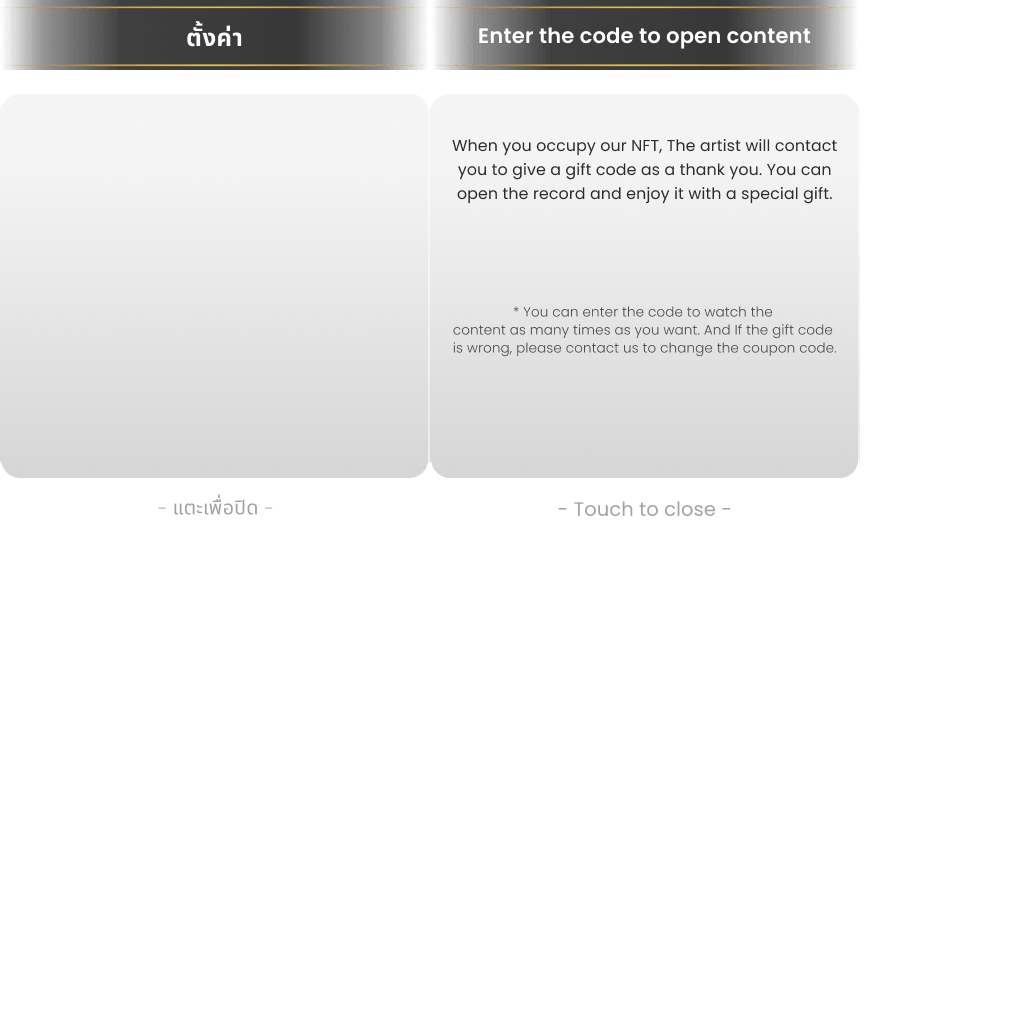 ตั้งค่า
- แตะเพื่อปิด -
Enter the code to open content
When you occupy our NFT, The artist will contact
you to give a gift code as a thank you. You can
open the record and enjoy it with a special gift.
* You can enter the code to watch the
content as many times as you want. And If the gift code
is wrong, please contact us to change the coupon code.
- Touch to close -